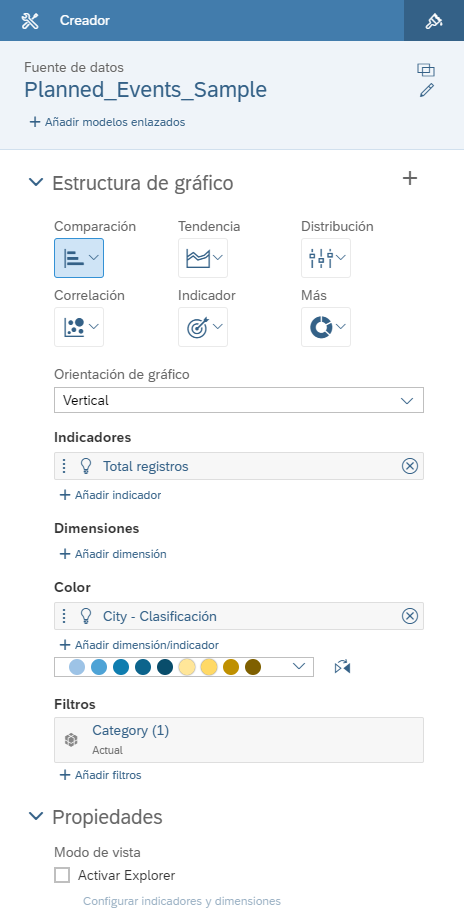 Creador
Fuente de datos
Planned_Events_Sample
Añadir modelos enlazados
Estructura de gráfico
Comparación Tendencia Distribución
Correlación Indicador Más
Orientación de gráfico
Vertical
Indicadores
Total registros
Añadir indicador
Dimensiones
Añadir dimensión
Color
City - Clasificación
Añadir dimensión/indicador
Filtros
Category (1)
Actual
Añadir filtros
Propiedades
Modo de vista
Activar Explorer
Configurar indicadores y dimensiones